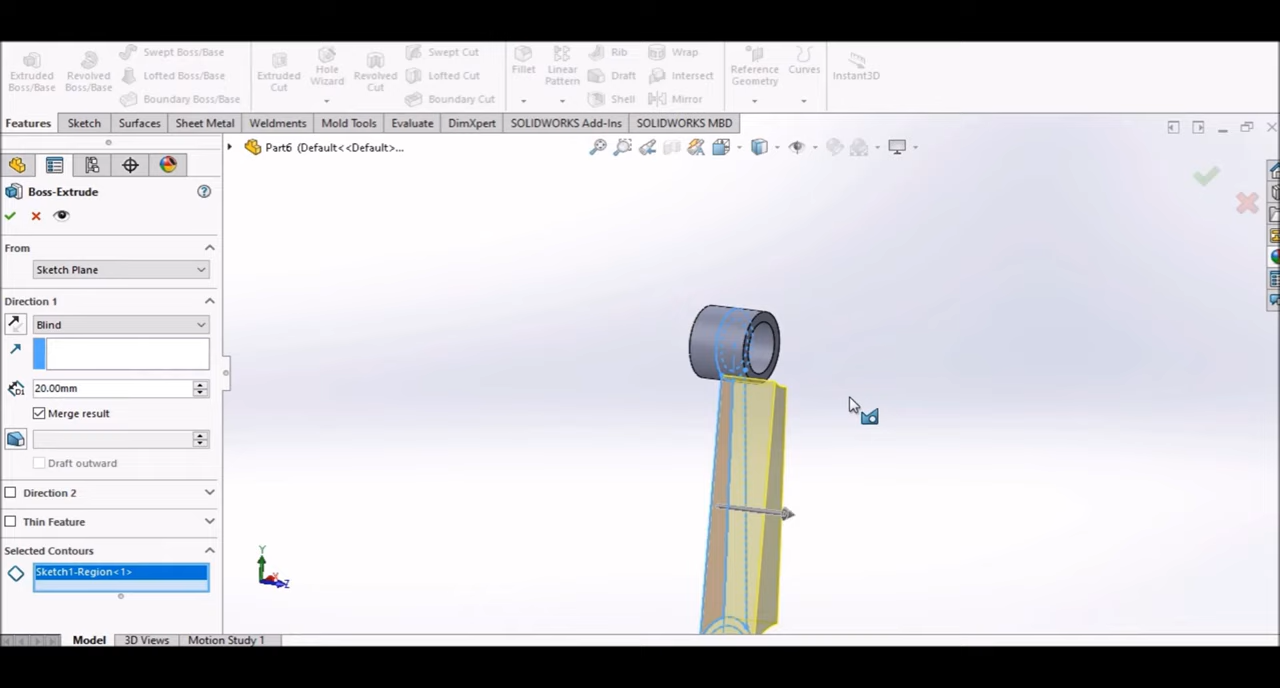 Extruded Boss/Base
Revolved Boss/Base
Swept Boss/Base
Lofted Boss/Base
Boundary Boss/Base
Extruded Cut
Hole Wizard
Revolved Cut
Swept Cut
Lofted Cut
Boundary Cut
Fillet
Linear Pattern
Rib
Draft
Shell
Wrap
Intersect
Mirror
Reference Geometry
Curves
Instant3D
Features Sketch Surfaces Sheet Metal Weldments Mold Tools Evaluate DimXpert SOLIDWORKS Add-Ins SOLIDWORKS MBD
Part6 (Default<<Default>...
Boss-Extrude
From
Sketch Plane
Direction 1
Blind
20.00mm
Merge result
Draft outward
Direction 2
Thin Feature
Selected Contours
Sketch1-Region<1>
Y
X
Z
Model 3D Views Motion Study 1